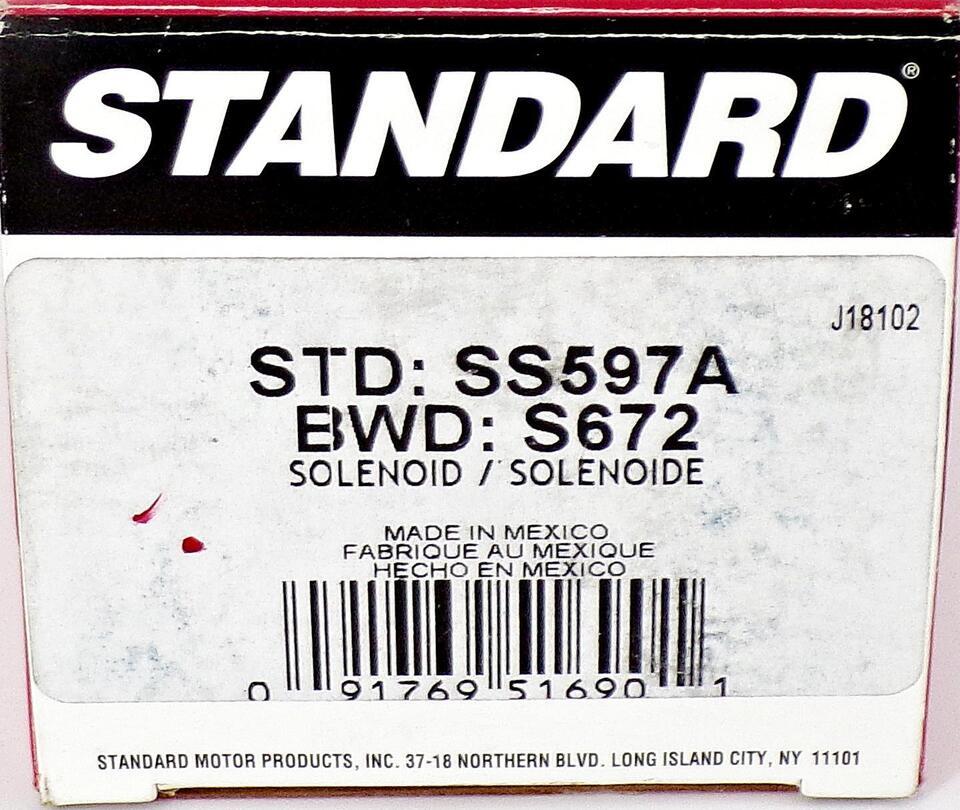 STANDARD®
J18102
STD: SS597A
BWD: S672
SOLENOID / SOLENOIDE
MADE IN MEXICO
FABRIQUE AU MEXIQUE
HECHO EN MEXICO
0 91769 51690 1
STANDARD MOTOR PRODUCTS, INC. 37-18 NORTHERN BLVD. LONG ISLAND CITY, NY 11101